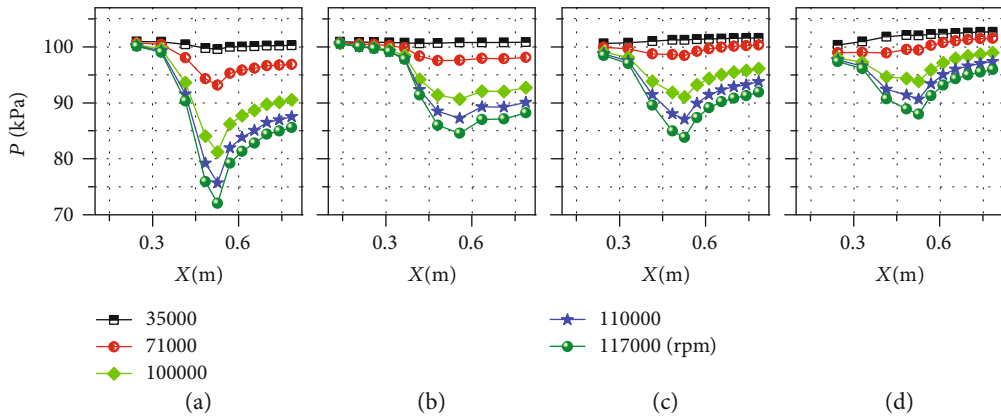 P (kPa)
100
90
80
70
0.3 0.6 0.3 0.6 0.3 0.6 0.3 0.6
X(m) X(m) X(m) X(m)
35000 110000
71000 117000 (rpm)
100000
(a) (b) (c) (d)